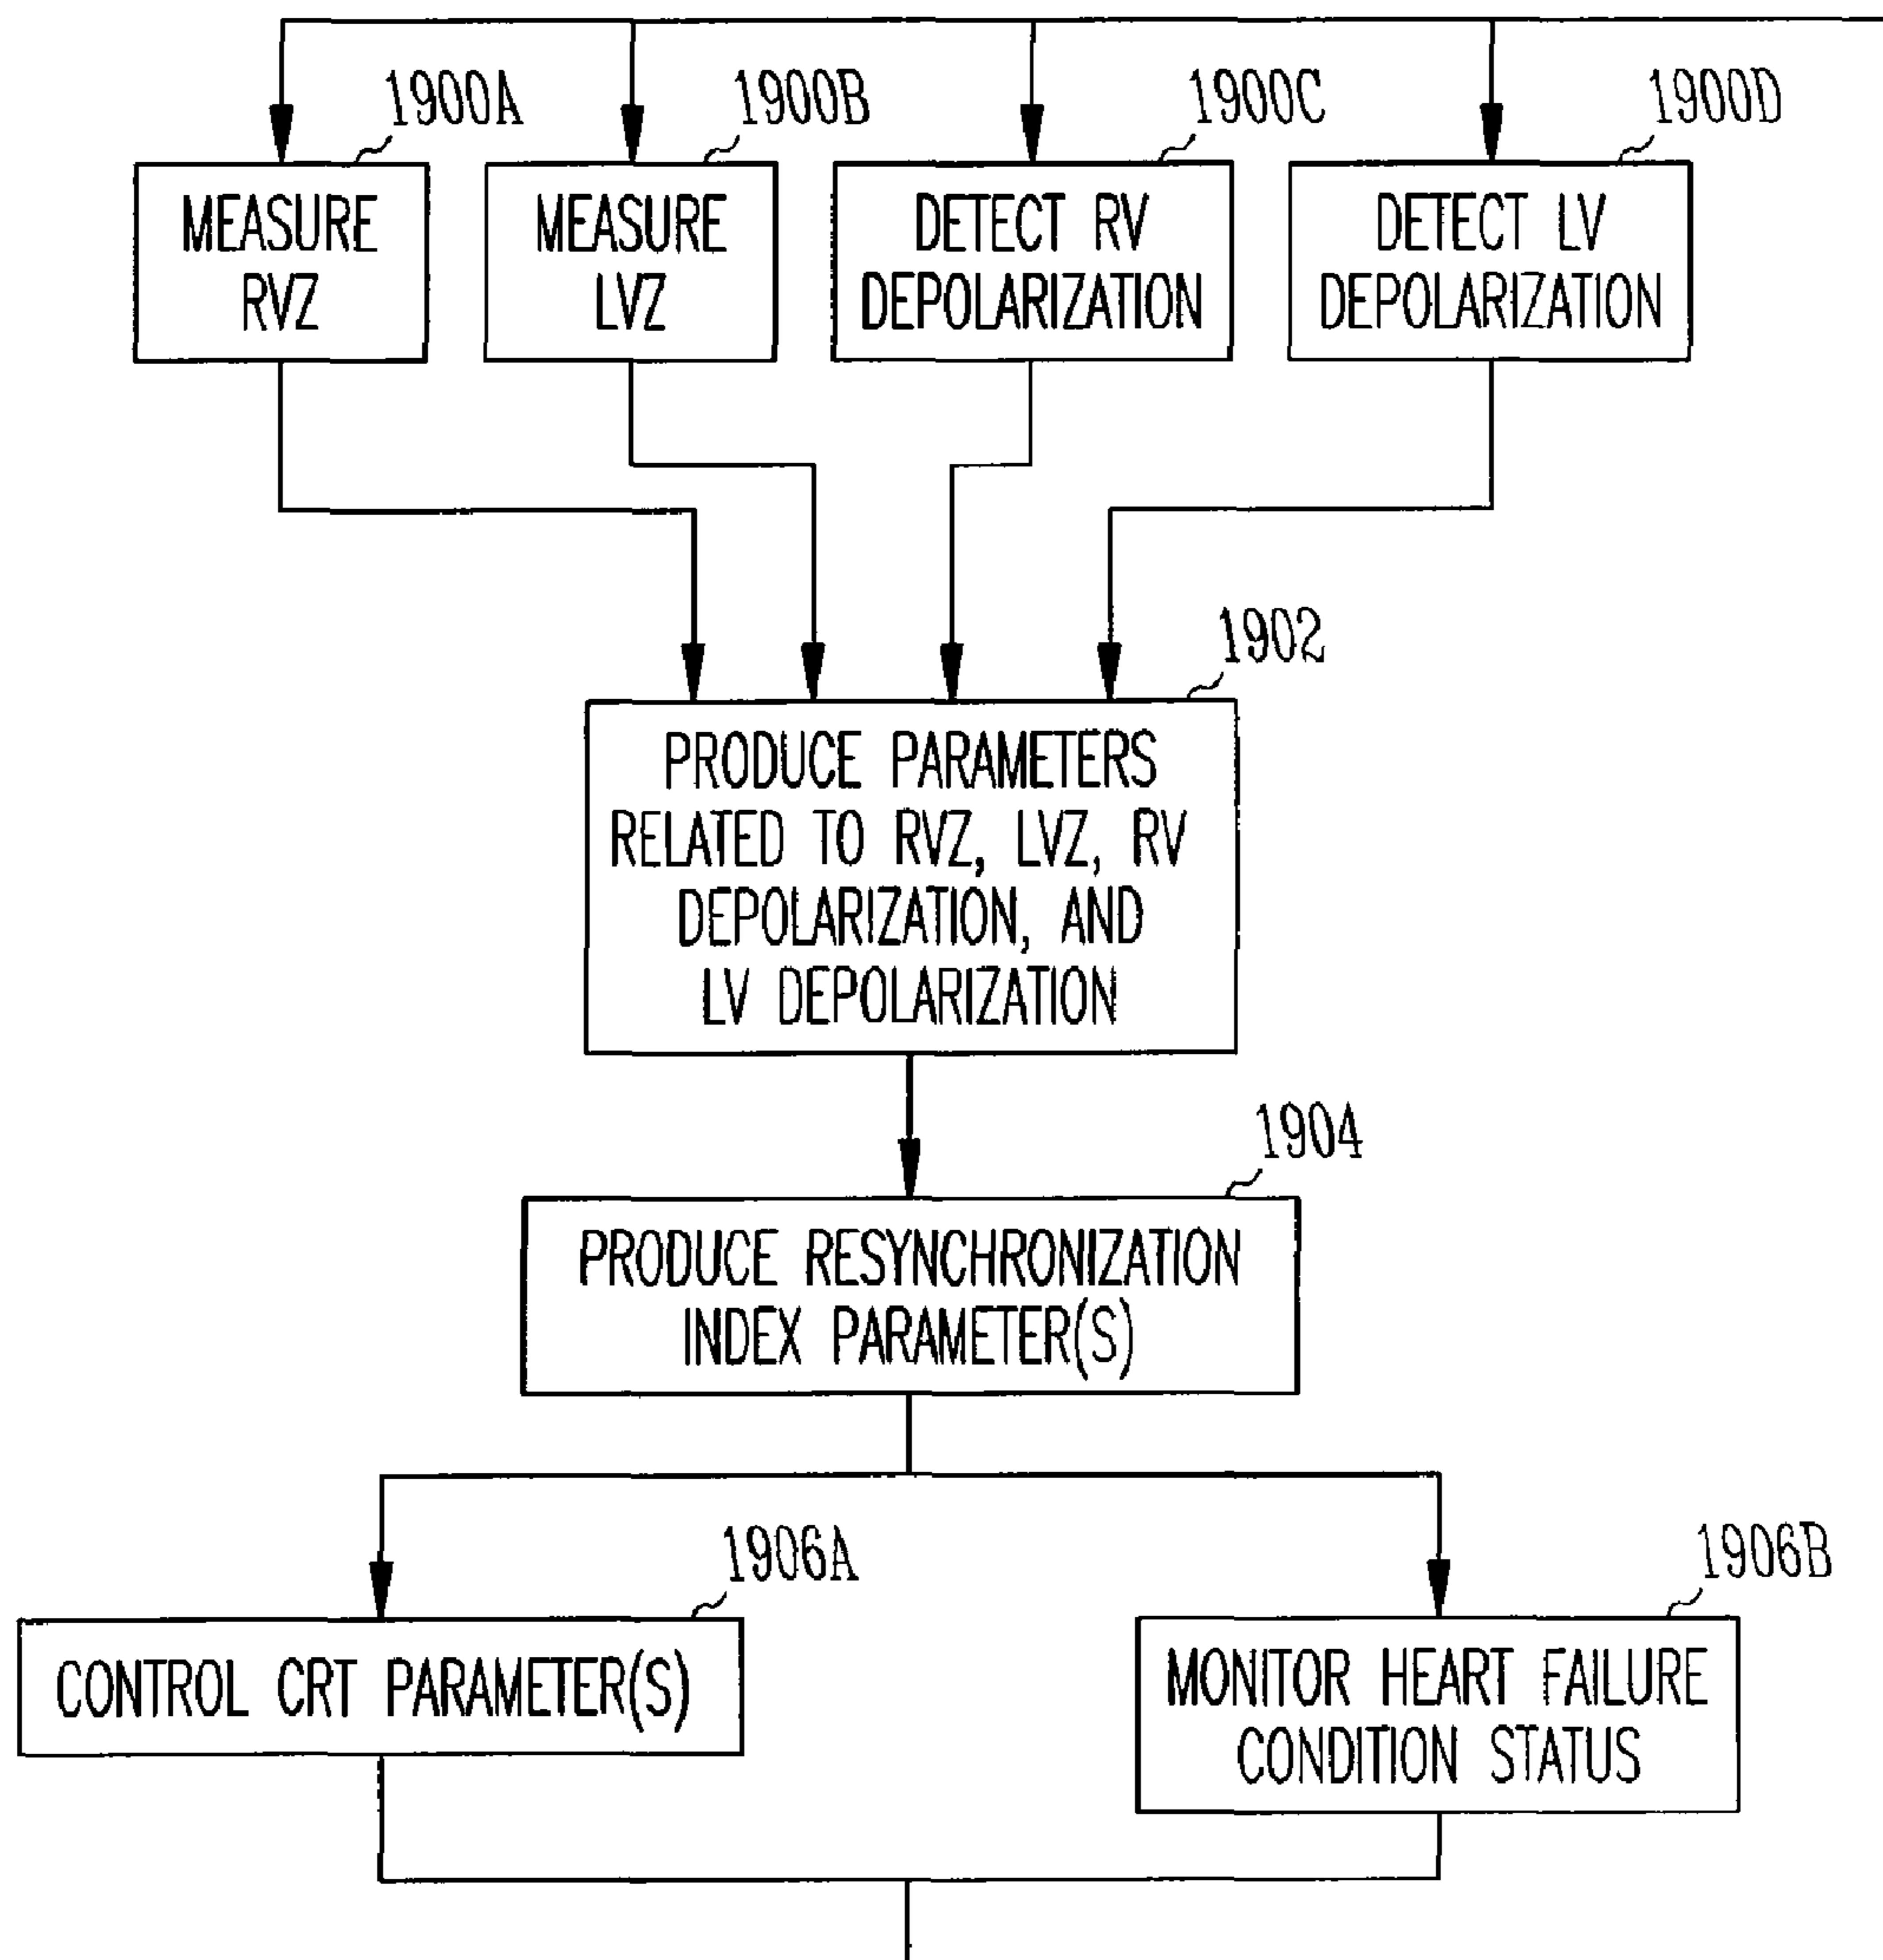 1900A
MEASURE
RVZ
1900B
MEASURE
LVZ
1900C
DETECT RV
DEPOLARIZATION
1900D
DETECT LV
DEPOLARIZATION
1902
PRODUCE PARAMETERS
RELATED TO RVZ, LVZ, RV
DEPOLARIZATION, AND
LV DEPOLARIZATION
1904
PRODUCE RESYNCHRONIZATION
INDEX PARAMETER(S)
1906A
CONTROL CRT PARAMETER(S)
1906B
MONITOR HEART FAILURE
CONDITION STATUS